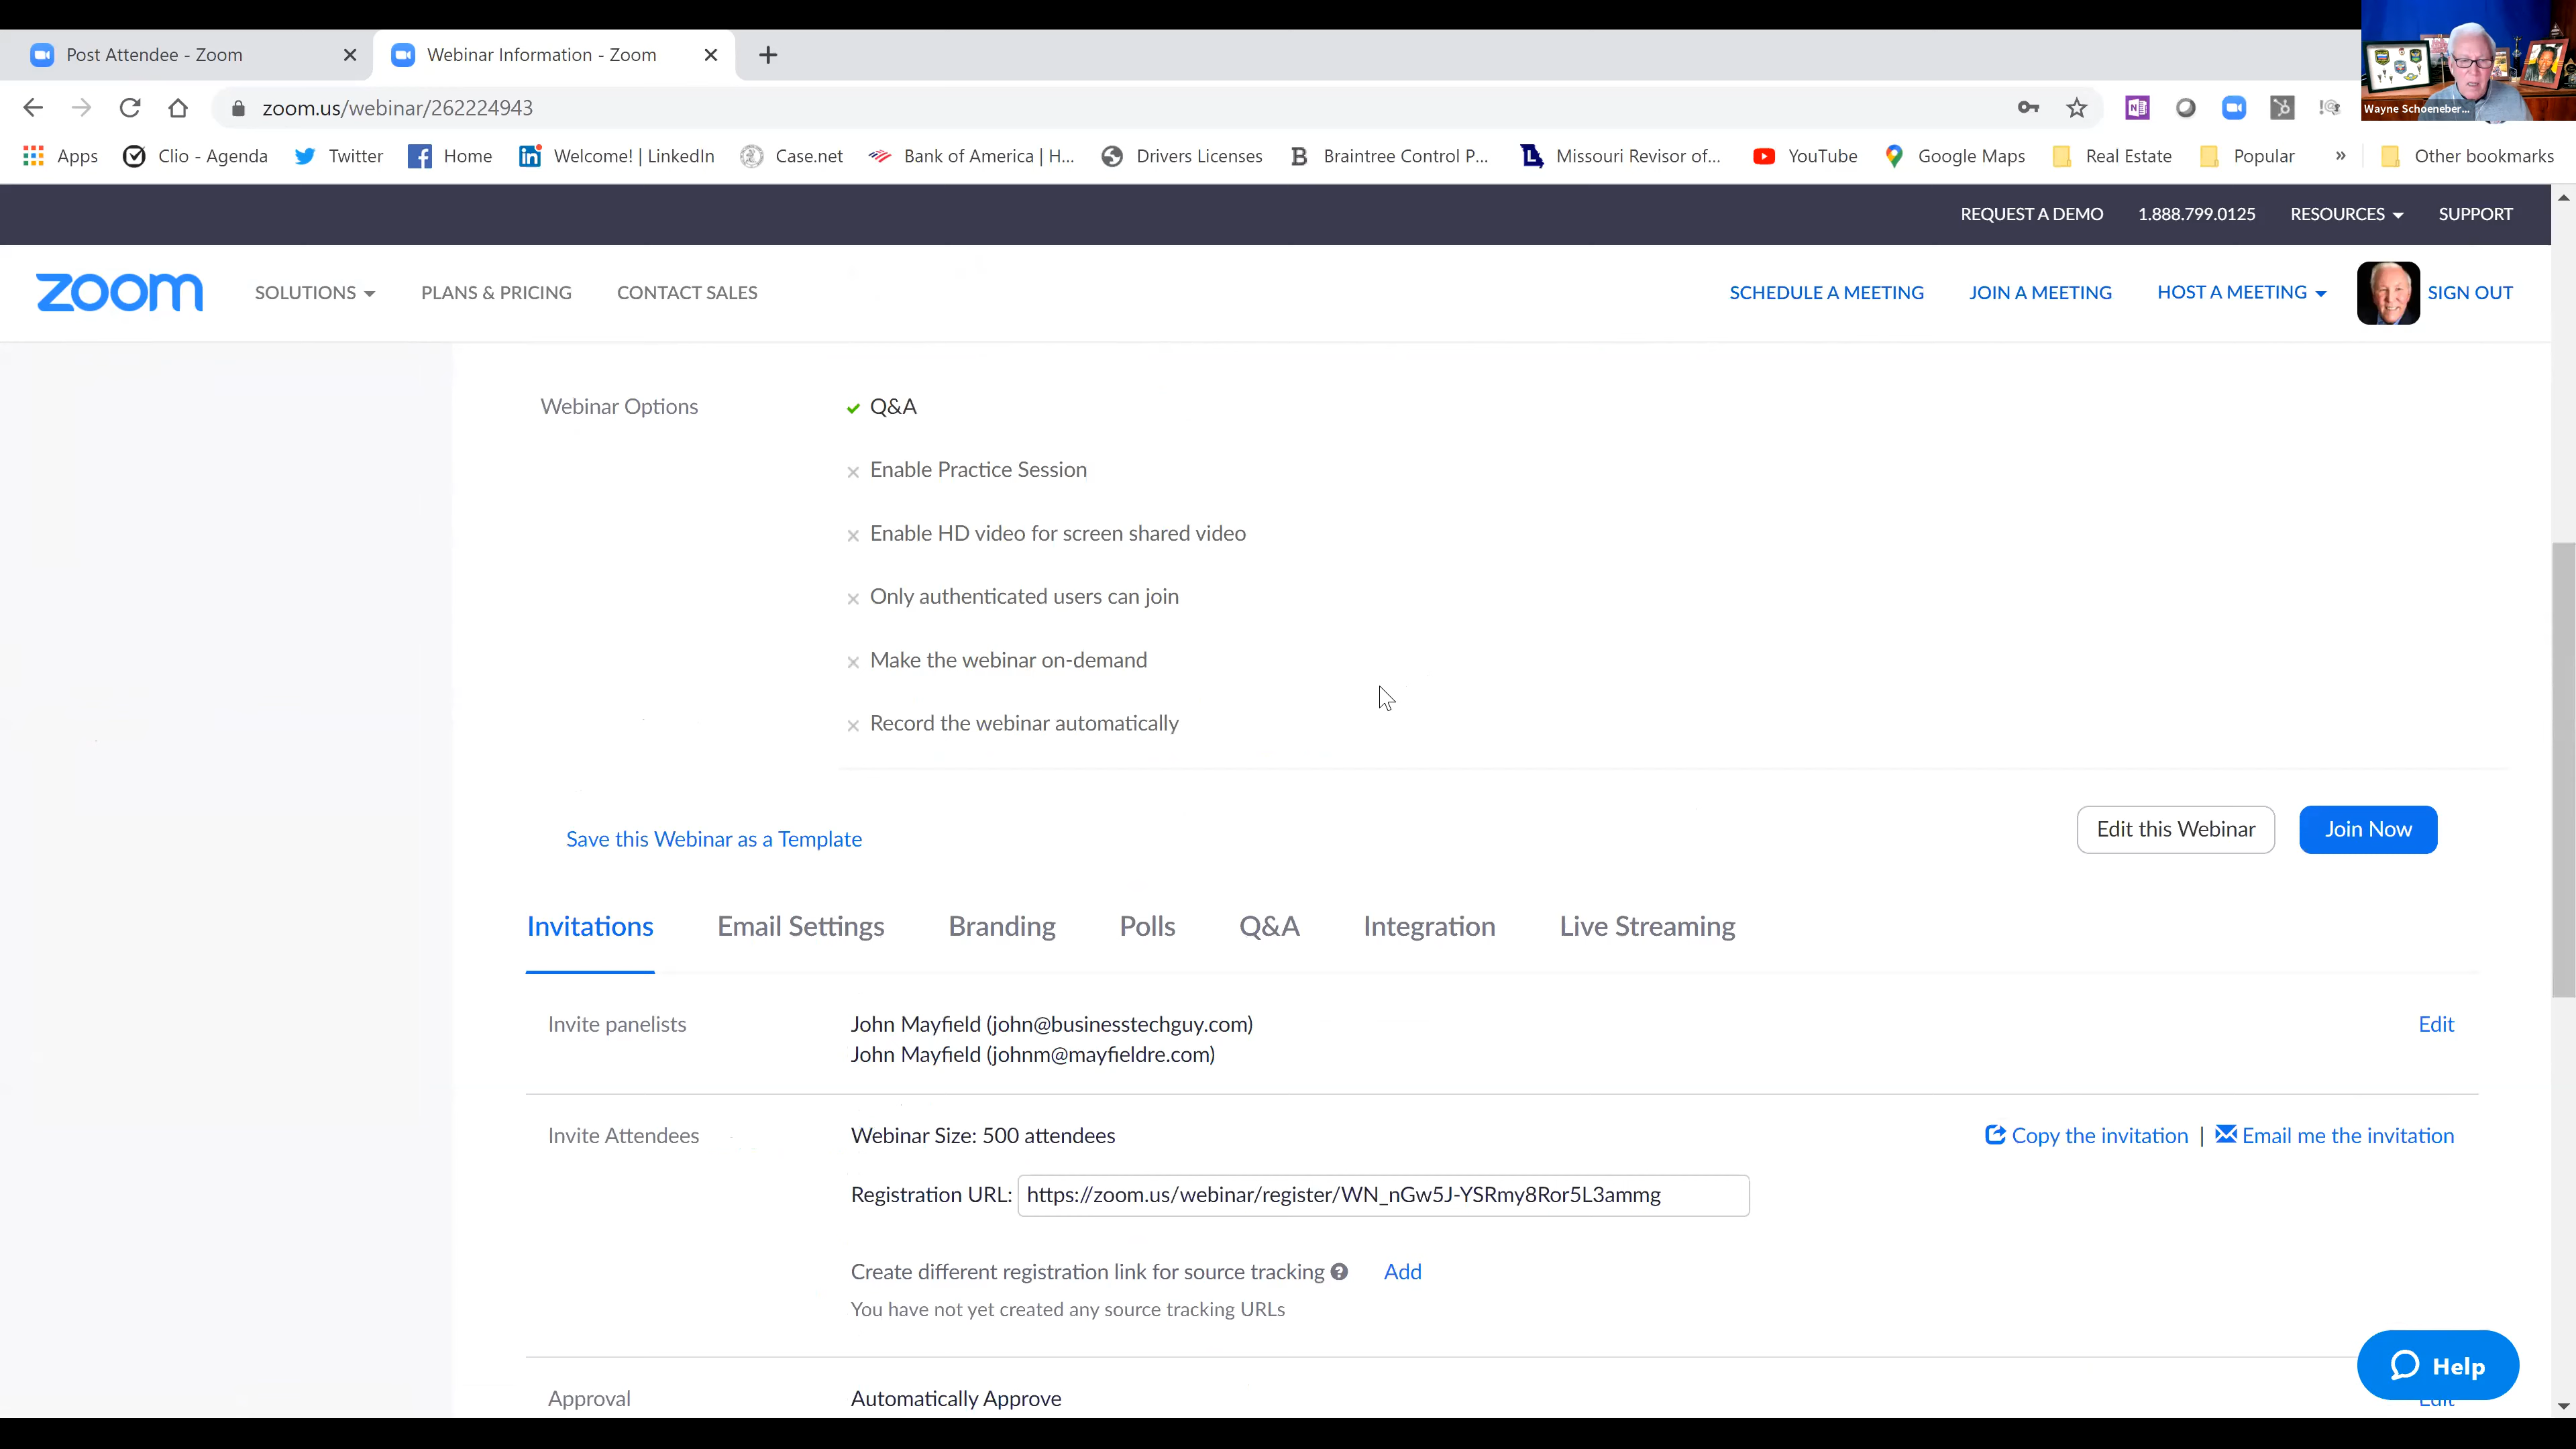 Post Attendee - Zoom
Webinar Information - Zoom
zoom.us/webinar/262224943
Wayne Schoeneber...
Apps Clio - Agenda Twitter Home Welcome! | LinkedIn Case.net Bank of America | H... Drivers Licenses Braintree Control P... Missouri Revisor of... YouTube Google Maps Real Estate Popular » Other bookmarks
REQUEST A DEMO 1.888.799.0125 RESOURCES SUPPORT
zoom SOLUTIONS PLANS & PRICING CONTACT SALES SCHEDULE A MEETING JOIN A MEETING HOST A MEETING SIGN OUT
Webinar Options Q&A
Enable Practice Session
Enable HD video for screen shared video
Only authenticated users can join
Make the webinar on-demand
Record the webinar automatically
Save this Webinar as a Template Edit this Webinar Join Now
Invitations Email Settings Branding Polls Q&A Integration Live Streaming
Invite panelists John Mayfield (john@businesstechguy.com) Edit
John Mayfield (johnm@mayfieldre.com)
Invite Attendees Webinar Size: 500 attendees Copy the invitation | Email me the invitation
Registration URL: https://zoom.us/webinar/register/WN_nGw5J-YSRmy8Ror5L3ammg
Create different registration link for source tracking Add
You have not yet created any source tracking URLs
Help
Approval Automatically Approve Edit